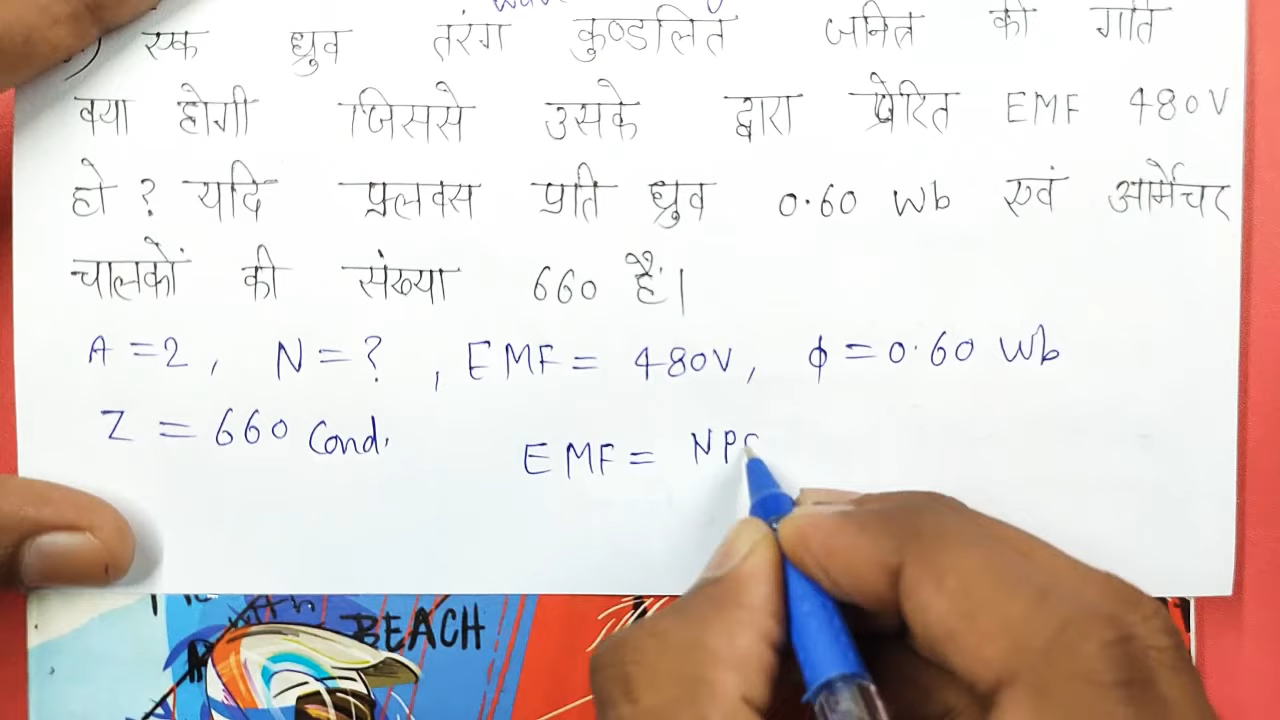 एक ध्रुव तरंग कुण्डलित जनित्र की गति
क्या होगी जिससे उसके द्वारा प्रेरित EMF 480V
हो ? यदि फ्लक्स प्रति ध्रुव 0.60 Wb एवं आर्मेचर
चालकों की संख्या 660 हैं।
A = 2, N = ? , EMF = 480V, ϕ = 0.60 Wb
Z = 660 Cond.
EMF = NP
BEACH